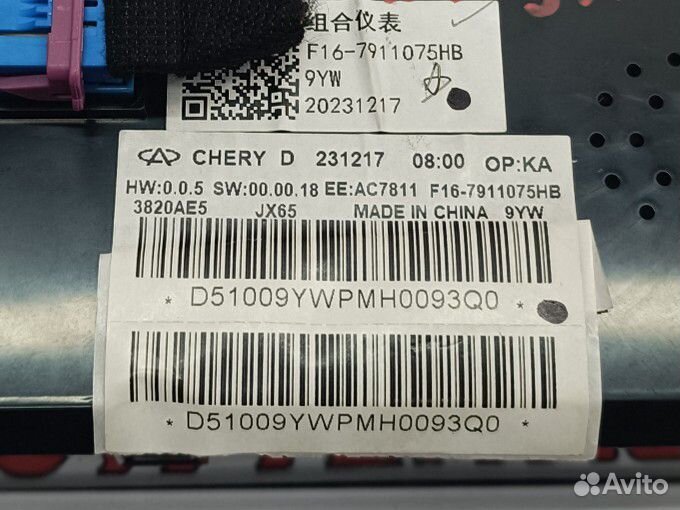 组合仪表
F16-7911075HB
9YW
20231217
CHERY D 231217 08:00 OP:KA
HW:0.0.5 SW:00.00.18 EE:AC7811 F16-7911075HB
3820AE5 JX65 MADE IN CHINA 9YW
* D51009YWPMH0093Q0 *
* D51009YWPMH0093Q0 *
Avito